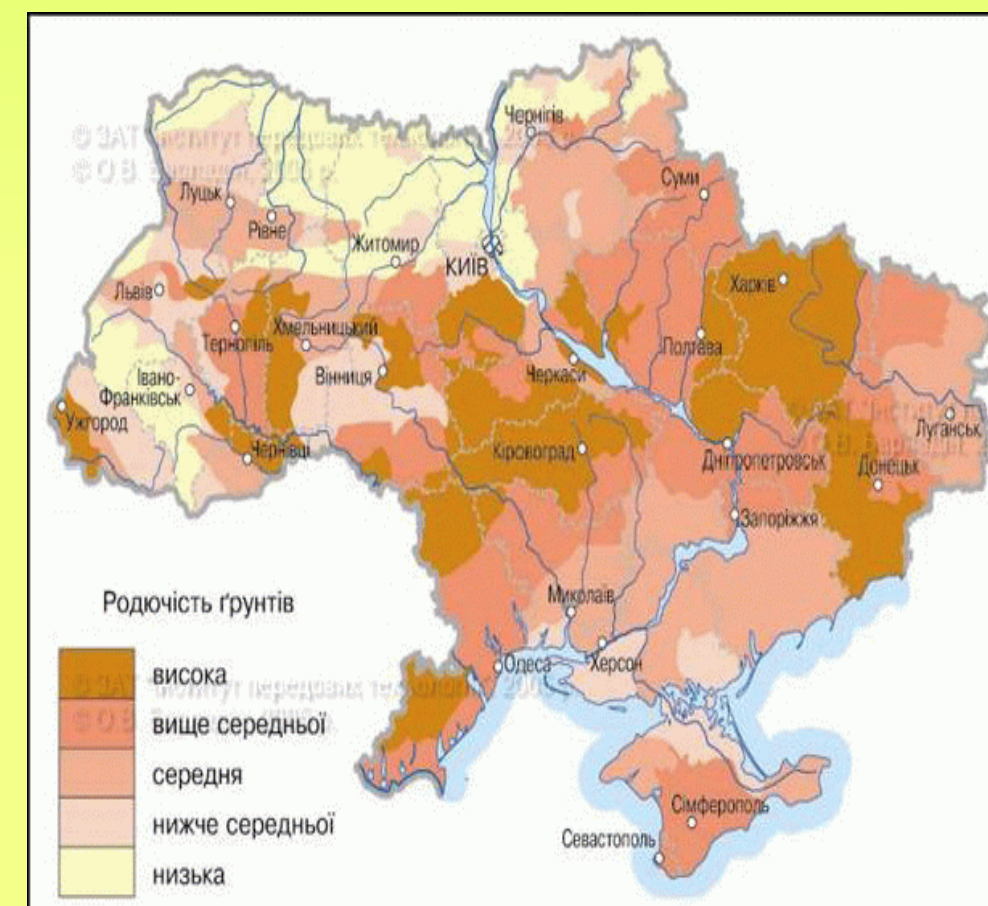 Чернігів
Суми
Луцьк
Рівне
Житомир
КИЇВ
Львів
Харків
Тернопіль
Хмельницький
Полтава
Вінниця
Черкаси
Івано-
Франківськ
Ужгород
Луганськ
Чернівці
Кіровоград
Дніпропетровськ
Донецьк
Запоріжжя
Миколаїв
Одеса
Херсон
Сімферополь
Севастополь
Родючість ґрунтів
висока
вище середньої
середня
нижче середньої
низька